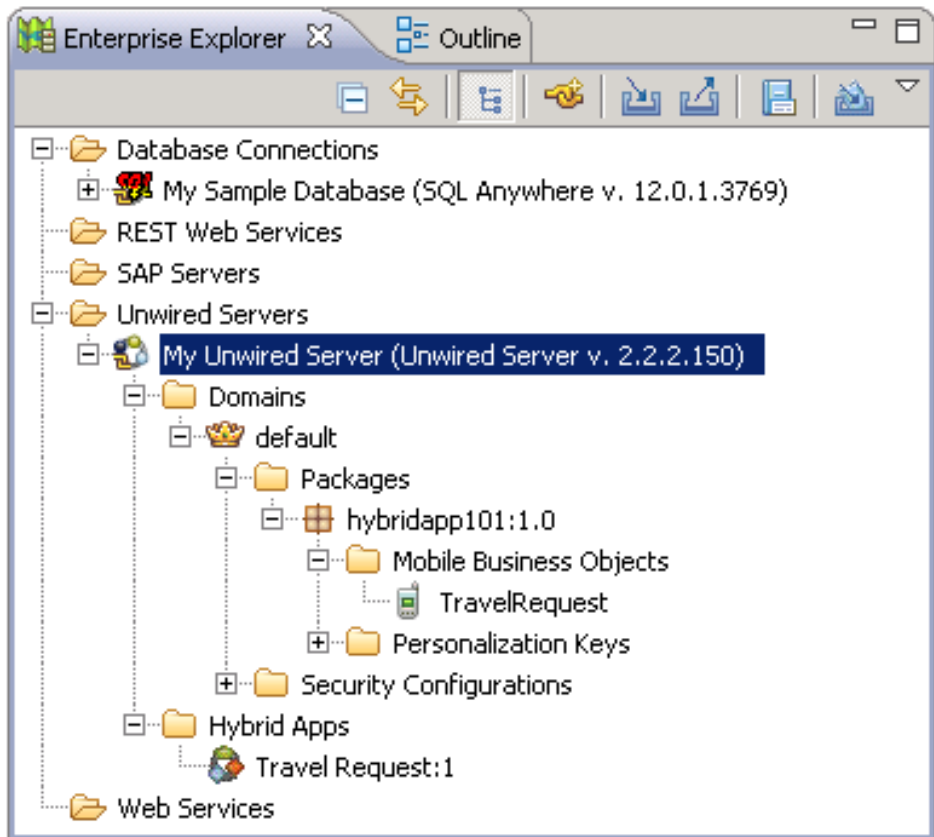 Enterprise Explorer Outline
Database Connections
My Sample Database (SQL Anywhere v. 12.0.1.3769)
REST Web Services
SAP Servers
Unwired Servers
My Unwired Server (Unwired Server v. 2.2.2.150)
Domains
default
Packages
hybridapp101:1.0
Mobile Business Objects
TravelRequest
Personalization Keys
Security Configurations
Hybrid Apps
Travel Request:1
Web Services